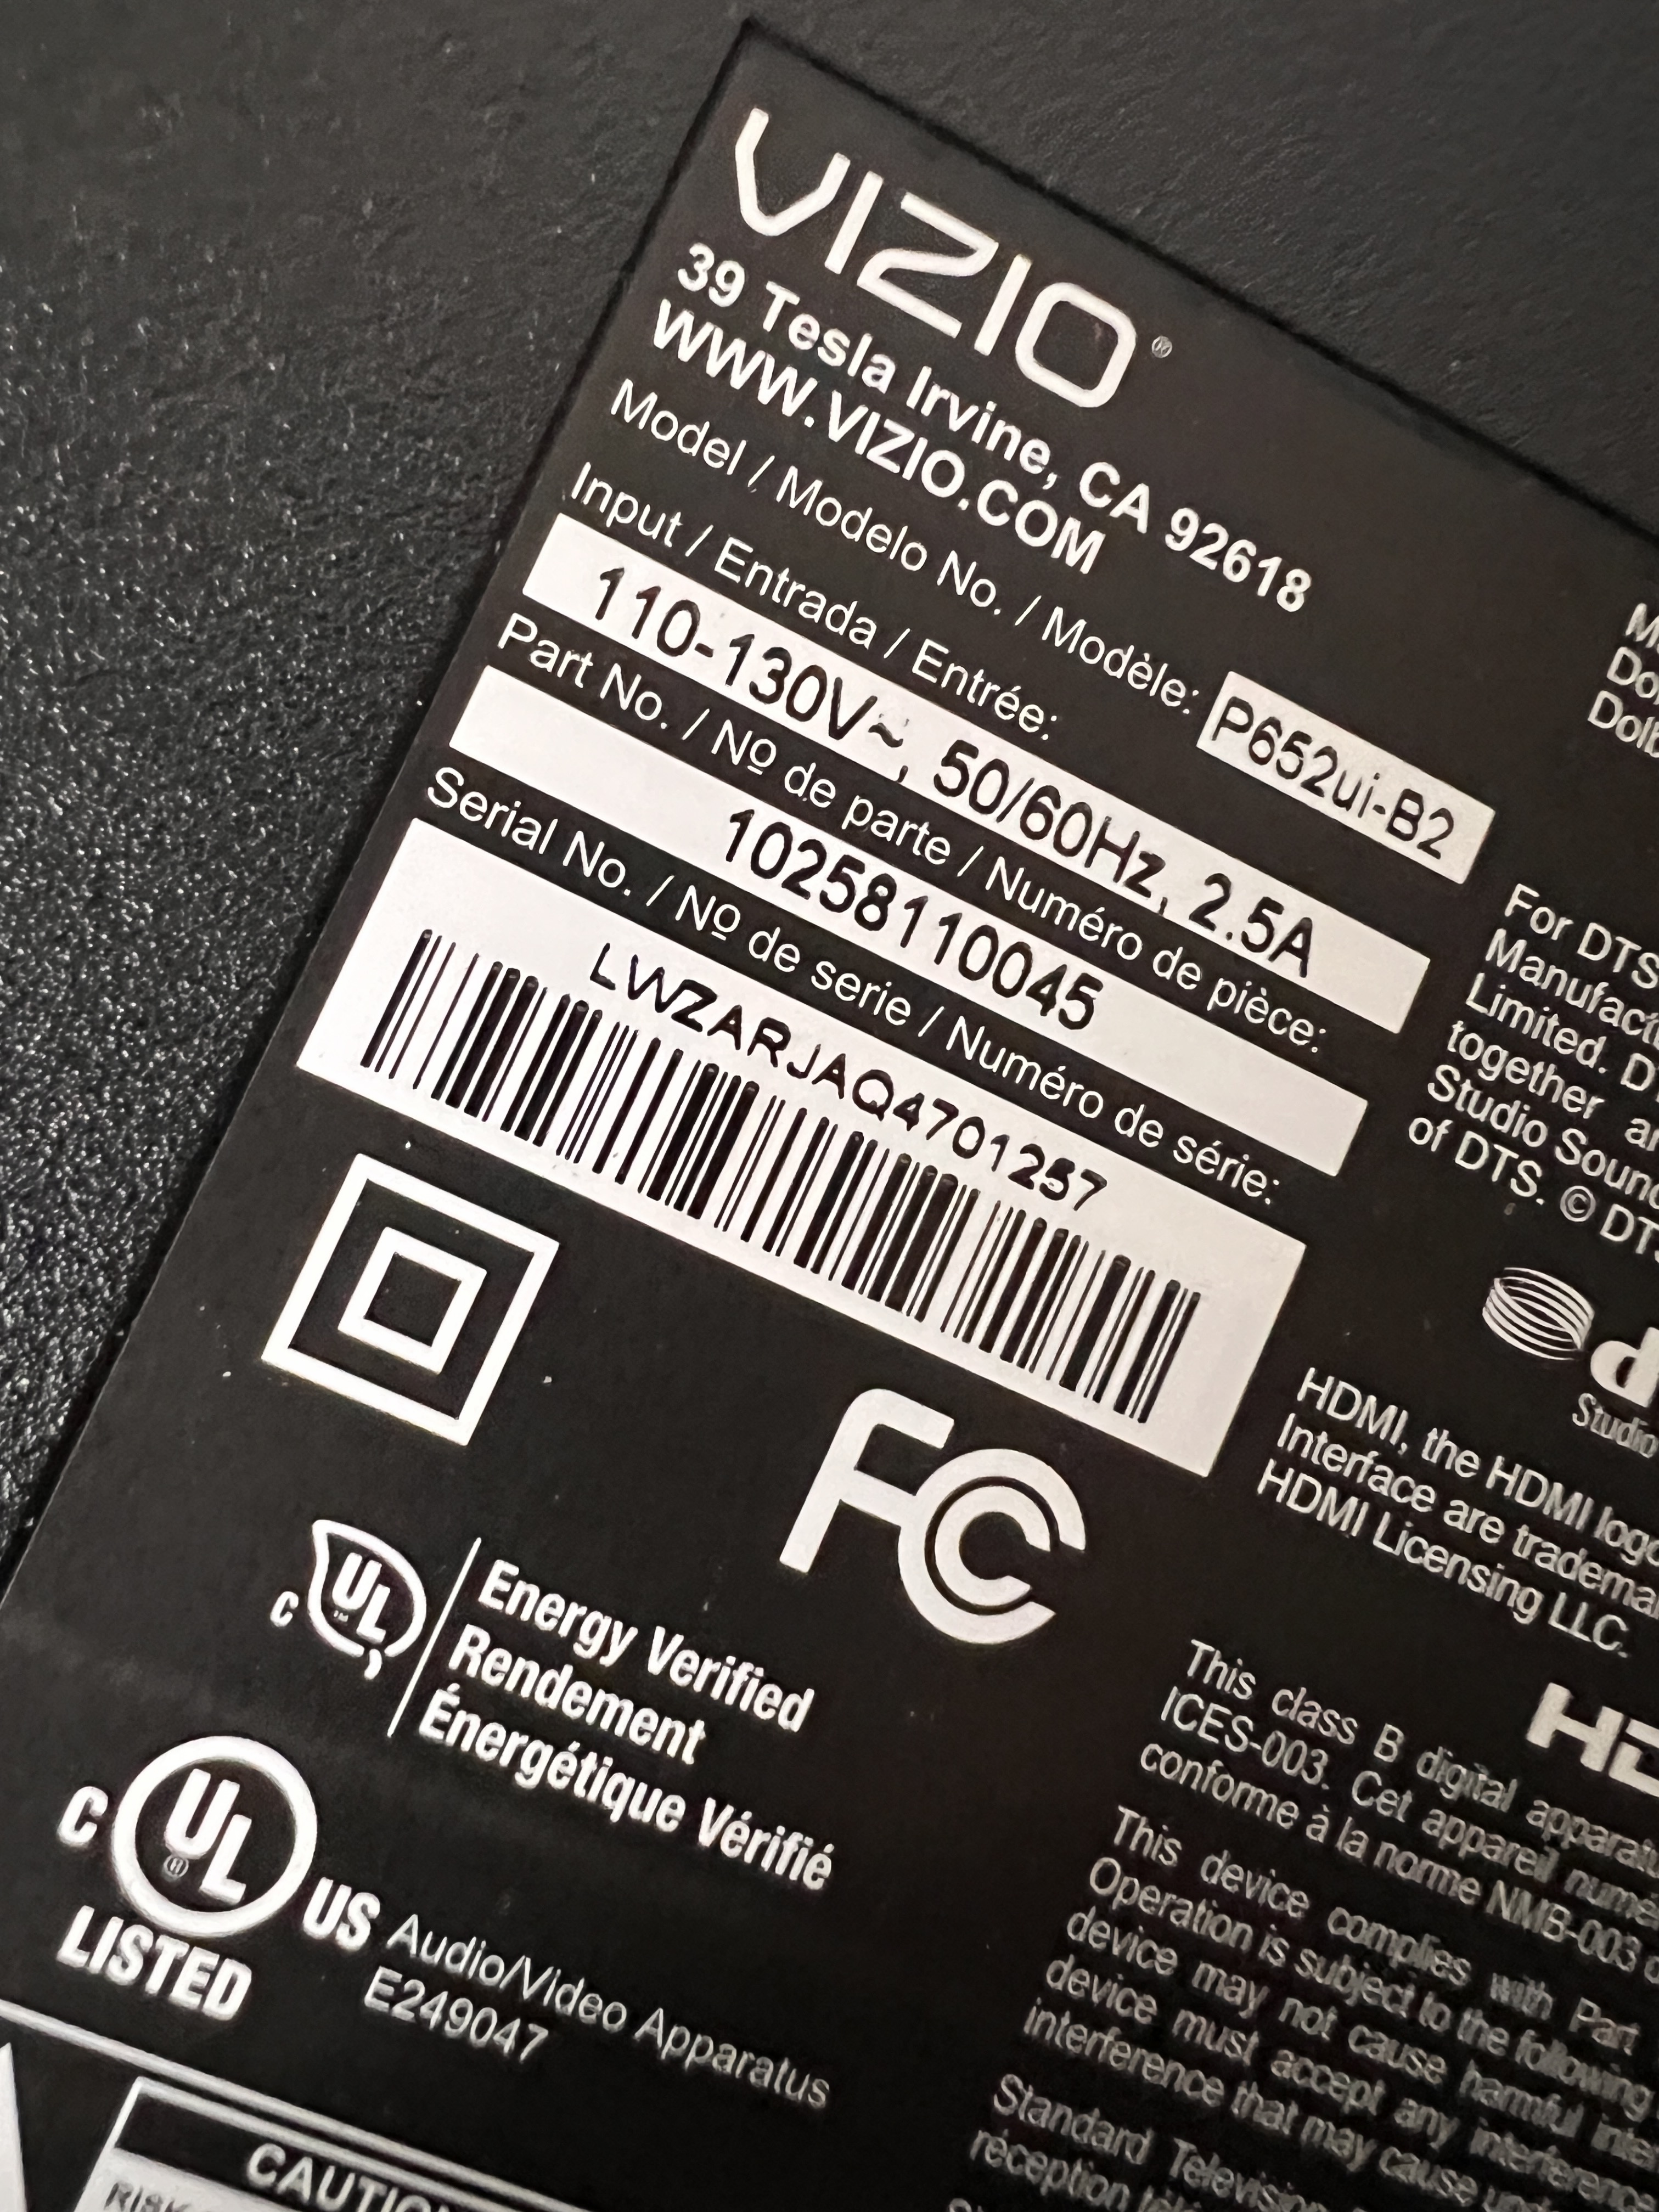 VIZIO®
39 Tesla Irvine, CA 92618
WWW.VIZIO.COM
Model / Modelo No. / Modèle: P652ui-B2
Input / Entrada / Entrée:
110-130V~, 50/60Hz, 2.5A
Part No. / Nº de parte / Numéro de pièce:
10258110045
Serial No. / Nº de serie / Numéro de série:
LWZARJAQ4701257
FC
c UL™
Energy Verified
Rendement
Énergétique Vérifié
C UL® US
LISTED
Audio/Video Apparatus
E249047
CAUTION
For DTS
Limited.
together
Studio Sound
of DTS. © DTS
Studio
HDMI, the HDMI logo
Interface are
HDMI Licensing LLC.
This class B digital
ICES-003. Cet appareil
conforme à la norme NMB-003
This device complies with Part
Operation is subject to the following
device may not cause harmful
device must accept any
interference that may cause
Standard
réception